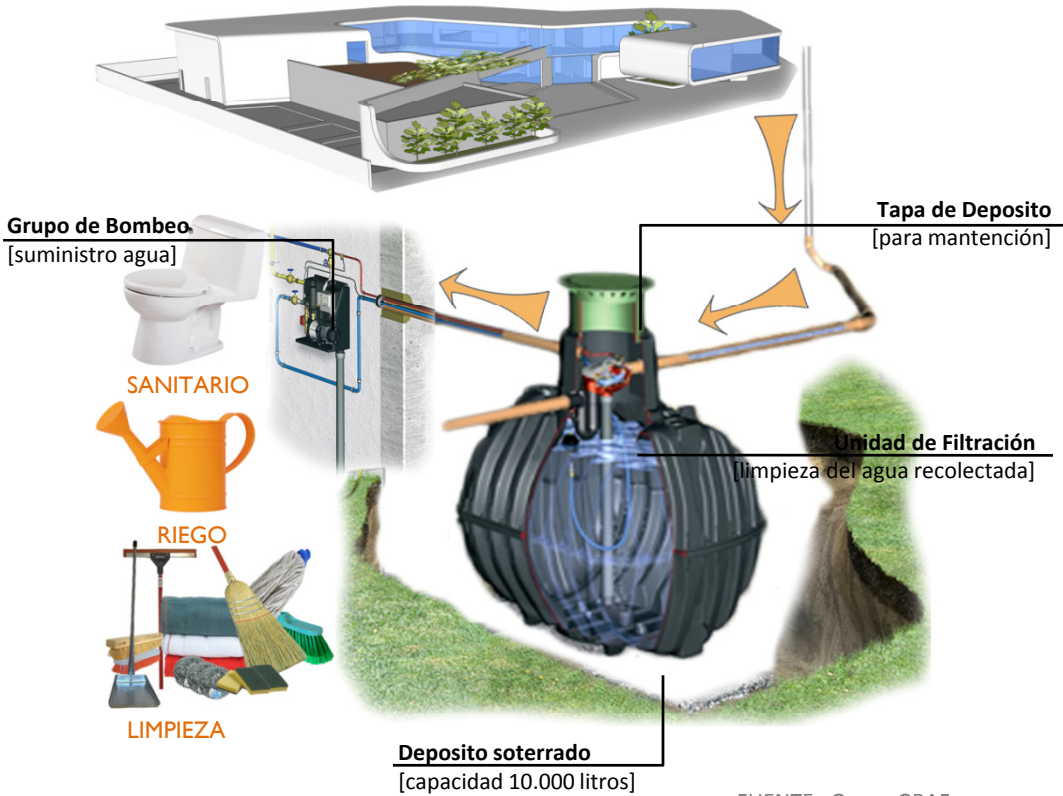 Grupo de Bombeo
[suministro agua]
Tapa de Deposito
[para mantención]
SANITARIO
Unidad de Filtración
[limpieza del agua recolectada]
RIEGO
LIMPIEZA
Deposito soterrado
[capacidad 10.000 litros]